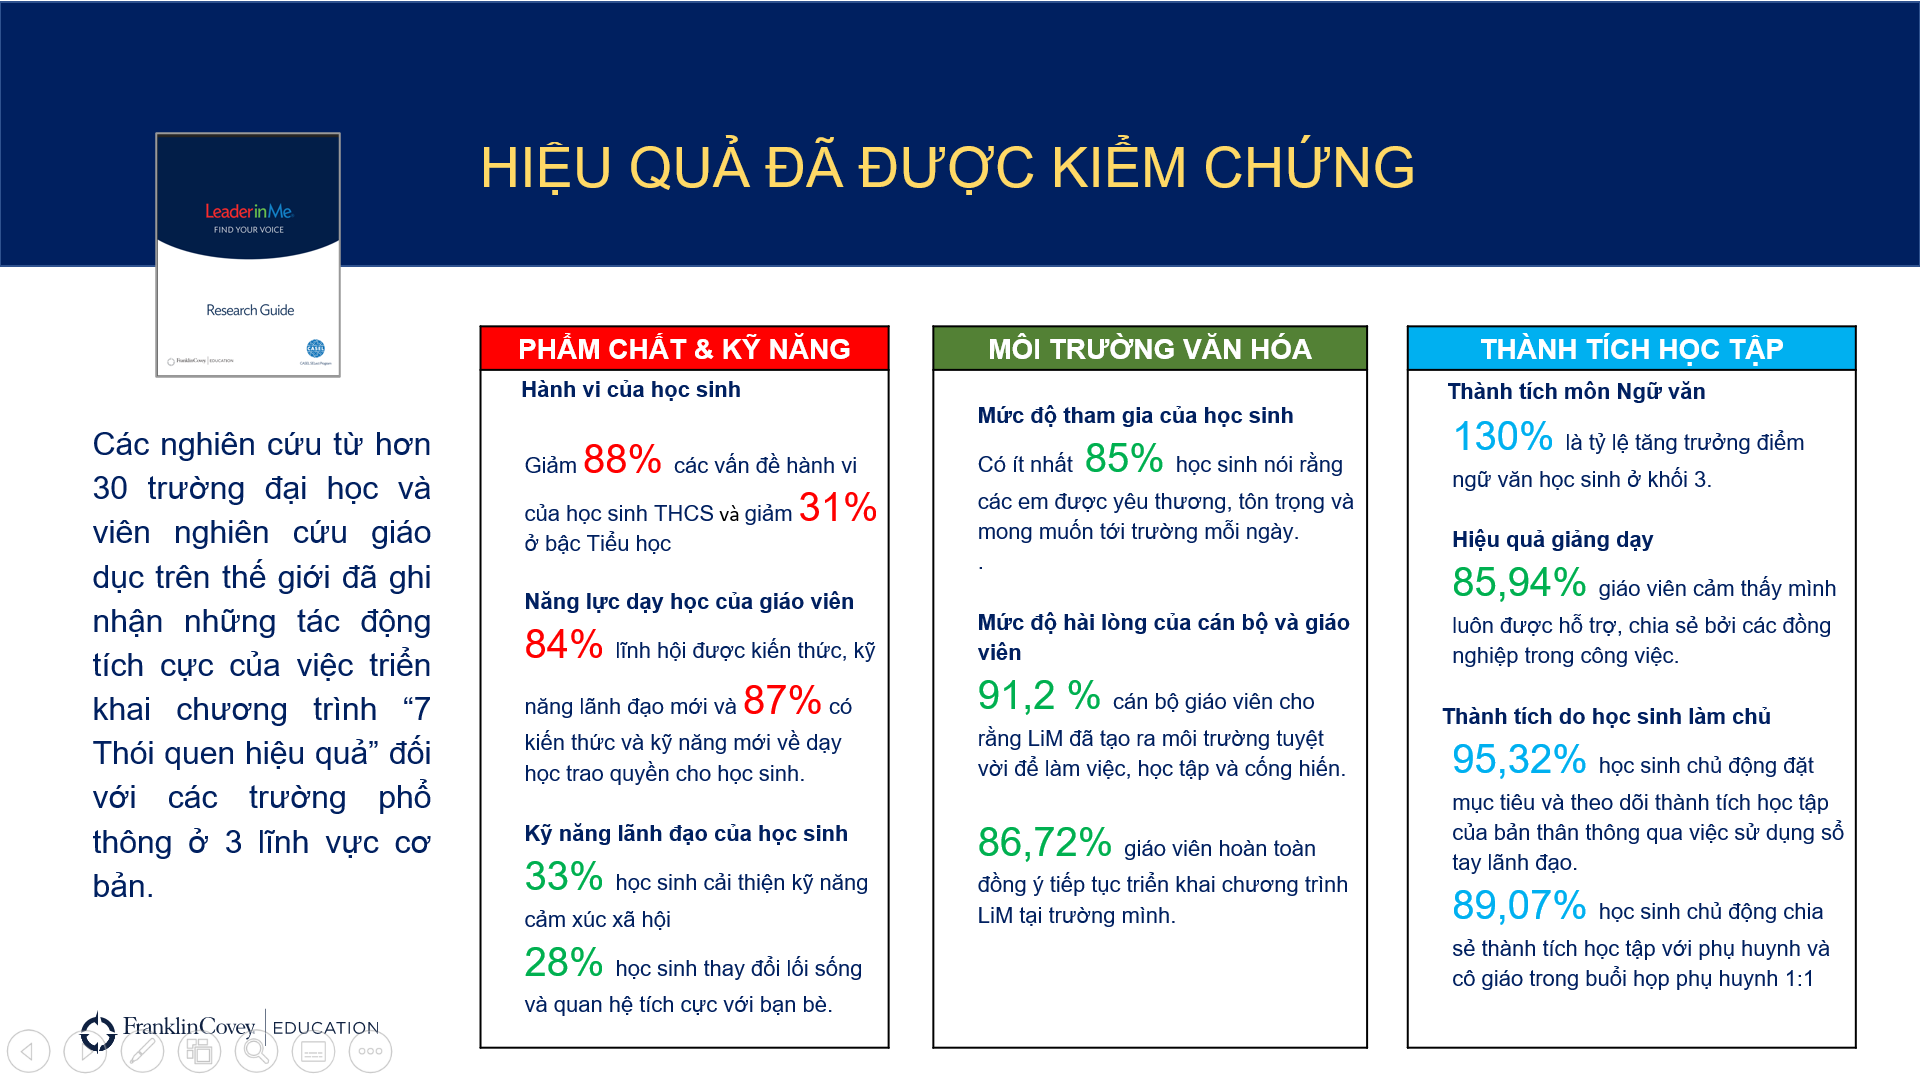 HIỆU QUẢ ĐÃ ĐƯỢC KIỂM CHỨNG
LeaderinMe
FIND YOUR VOICE
Research Guide
FranklinCovey EDUCATION
CASEL
Các nghiên cứu từ hơn
30 trường đại học và
viên nghiên cứu giáo
dục trên thế giới đã ghi
nhận những tác động
tích cực của việc triển
khai chương trình “7
Thói quen hiệu quả” đối
với các trường phổ
thông ở 3 lĩnh vực cơ
bản.
FranklinCovey EDUCATION
PHẨM CHẤT & KỸ NĂNG
Hành vi của học sinh
Giảm 88% các vấn đề hành vi
của học sinh THCS và giảm 31%
ở bậc Tiểu học
Năng lực dạy học của giáo viên
84% lĩnh hội được kiến thức, kỹ
năng lãnh đạo mới và 87% có
kiến thức và kỹ năng mới về dạy
học trao quyền cho học sinh.
Kỹ năng lãnh đạo của học sinh
33% học sinh cải thiện kỹ năng
cảm xúc xã hội
28% học sinh thay đổi lối sống
và quan hệ tích cực với bạn bè.
MÔI TRƯỜNG VĂN HÓA
Mức độ tham gia của học sinh
Có ít nhất 85% học sinh nói rằng
các em được yêu thương, tôn trọng và
mong muốn tới trường mỗi ngày.
.
Mức độ hài lòng của cán bộ và giáo
viên
91,2 % cán bộ giáo viên cho
rằng LiM đã tạo ra môi trường tuyệt
vời để làm việc, học tập và cống hiến.
86,72% giáo viên hoàn toàn
đồng ý tiếp tục triển khai chương trình
LiM tại trường mình.
THÀNH TÍCH HỌC TẬP
Thành tích môn Ngữ văn
130% là tỷ lệ tăng trưởng điểm
ngữ văn học sinh ở khối 3.
Hiệu quả giảng dạy
85,94% giáo viên cảm thấy mình
luôn được hỗ trợ, chia sẻ bởi các đồng
nghiệp trong công việc.
Thành tích do học sinh làm chủ
95,32% học sinh chủ động đặt
mục tiêu và theo dõi thành tích học tập
của bản thân thông qua việc sử dụng sổ
tay lãnh đạo.
89,07% học sinh chủ động chia
sẻ thành tích học tập với phụ huynh và
cô giáo trong buổi họp phụ huynh 1:1